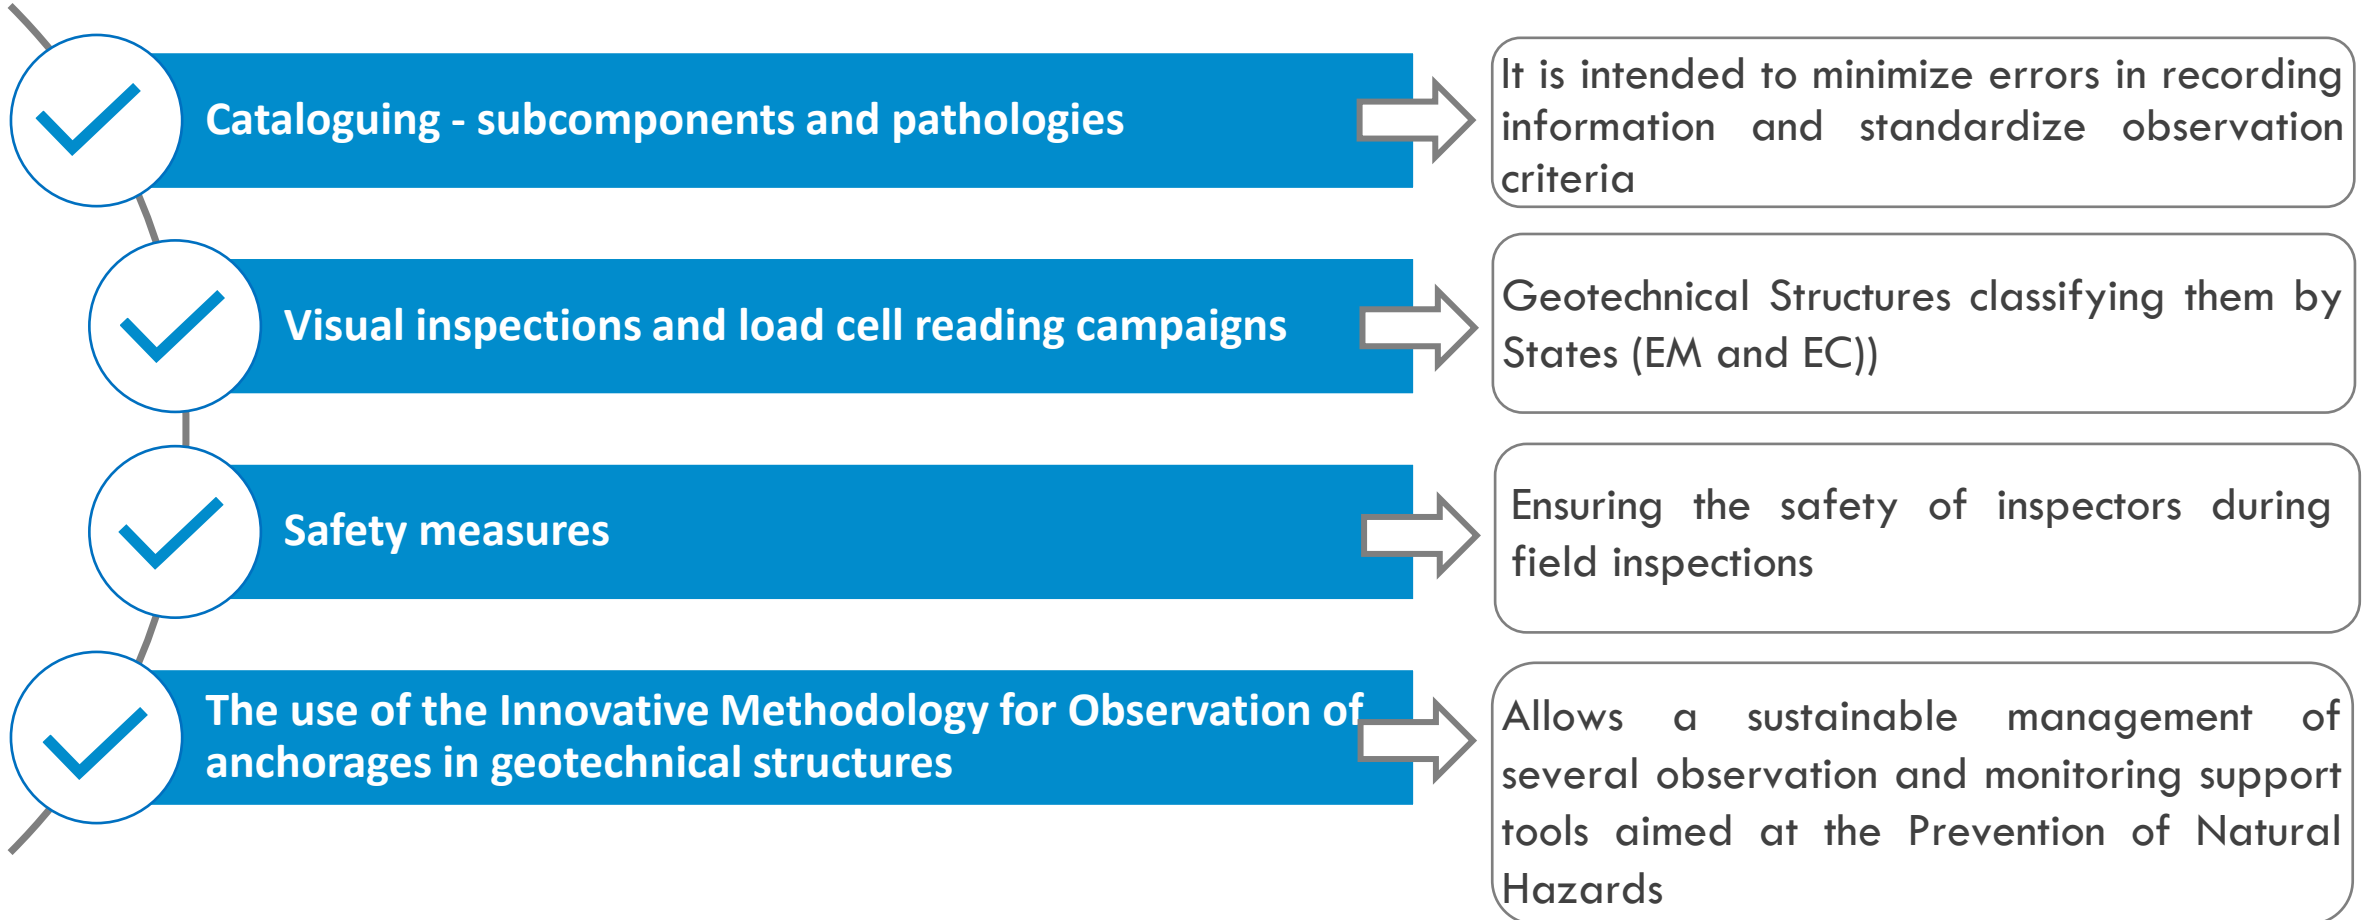 Cataloguing - subcomponents and pathologies
It is intended to minimize errors in recording
information and standardize observation
criteria
Visual inspections and load cell reading campaigns
Geotechnical Structures classifying them by
States (EM and EC))
Safety measures
Ensuring the safety of inspectors during
field inspections
The use of the Innovative Methodology for Observation of
anchorages in geotechnical structures
Allows a sustainable management of
several observation and monitoring support
tools aimed at the Prevention of Natural
Hazards